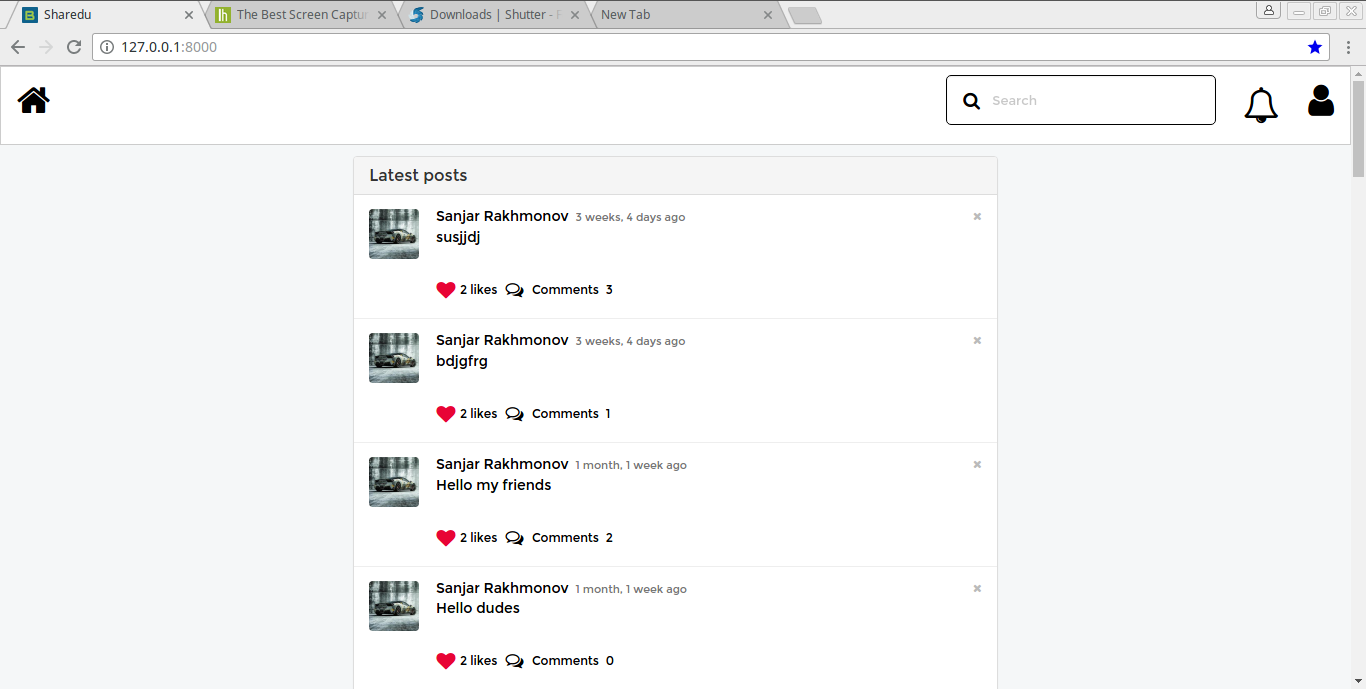 Sharedu
The Best Screen Captur
Downloads | Shutter - F
New Tab
127.0.0.1:8000
Search
Latest posts
Sanjar Rakhmonov 3 weeks, 4 days ago
susjjdj
2 likes Comments 3
Sanjar Rakhmonov 3 weeks, 4 days ago
bdjgfrg
2 likes Comments 1
Sanjar Rakhmonov 1 month, 1 week ago
Hello my friends
2 likes Comments 2
Sanjar Rakhmonov 1 month, 1 week ago
Hello dudes
2 likes Comments 0